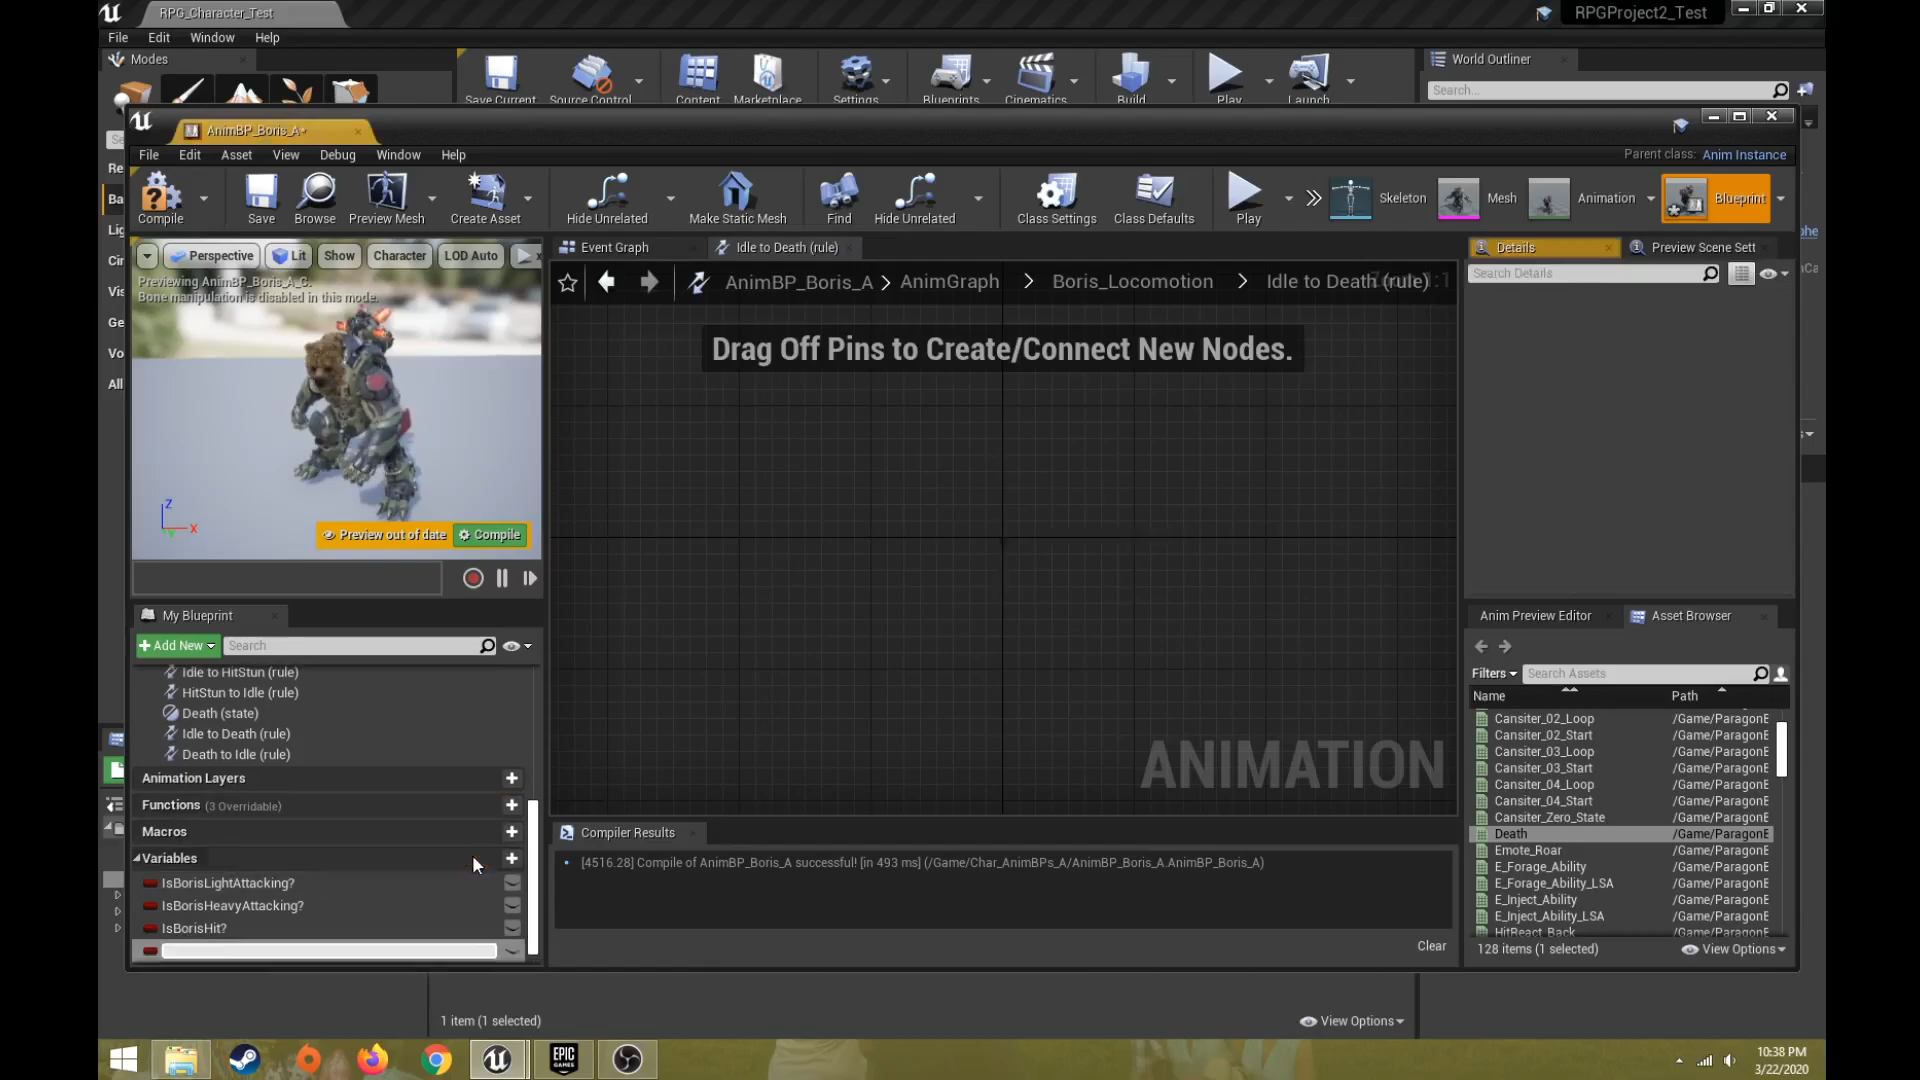 RPG_Character_Test
RPGProject2_Test
File Edit Window Help
Modes
World Outliner
Save Current Source Control Content Marketplace Settings Blueprints Cinematics Build Play Launch
Search...
AnimBP_Boris_A*
File Edit Asset View Debug Window Help
Parent class: Anim Instance
Compile Save Browse Preview Mesh Create Asset Hide Unrelated Make Static Mesh Find Hide Unrelated Class Settings Class Defaults Play Skeleton Mesh Animation Blueprint
Perspective Lit Show Character LOD Auto x
Previewing AnimBP_Boris_A_C.
Bone manipulation is disabled in this mode.
Z
X
Preview out of date Compile
Event Graph Idle to Death (rule)
AnimBP_Boris_A > AnimGraph > Boris_Locomotion > Idle to Death (rule)
Drag Off Pins to Create/Connect New Nodes.
ANIMATION
Details Preview Scene Sett
Search Details
My Blueprint
Add New Search
Idle to HitStun (rule)
HitStun to Idle (rule)
Death (state)
Idle to Death (rule)
Death to Idle (rule)
Animation Layers
Functions (3 Overridable)
Macros
Variables
IsBorisLightAttacking?
IsBorisHeavyAttacking?
IsBorisHit?
Compiler Results
[4516.28] Compile of AnimBP_Boris_A successful! [in 493 ms] (/Game/Char_AnimBPs_A/AnimBP_Boris_A.AnimBP_Boris_A)
Clear
Anim Preview Editor Asset Browser
Filters Search Assets
Name Path
Cansiter_02_Loop /Game/ParagonE
Cansiter_02_Start /Game/ParagonE
Cansiter_03_Loop /Game/ParagonE
Cansiter_03_Start /Game/ParagonE
Cansiter_04_Loop /Game/ParagonE
Cansiter_04_Start /Game/ParagonE
Cansiter_Zero_State /Game/ParagonE
Death /Game/ParagonE
Emote_Roar /Game/ParagonE
E_Forage_Ability /Game/ParagonE
E_Forage_Ability_LSA /Game/ParagonE
E_Inject_Ability /Game/ParagonE
E_Inject_Ability_LSA /Game/ParagonE
HitReact_Back /Game/ParagonE
128 items (1 selected) View Options
1 item (1 selected)
View Options
EPIC GAMES
10:38 PM
3/22/2020